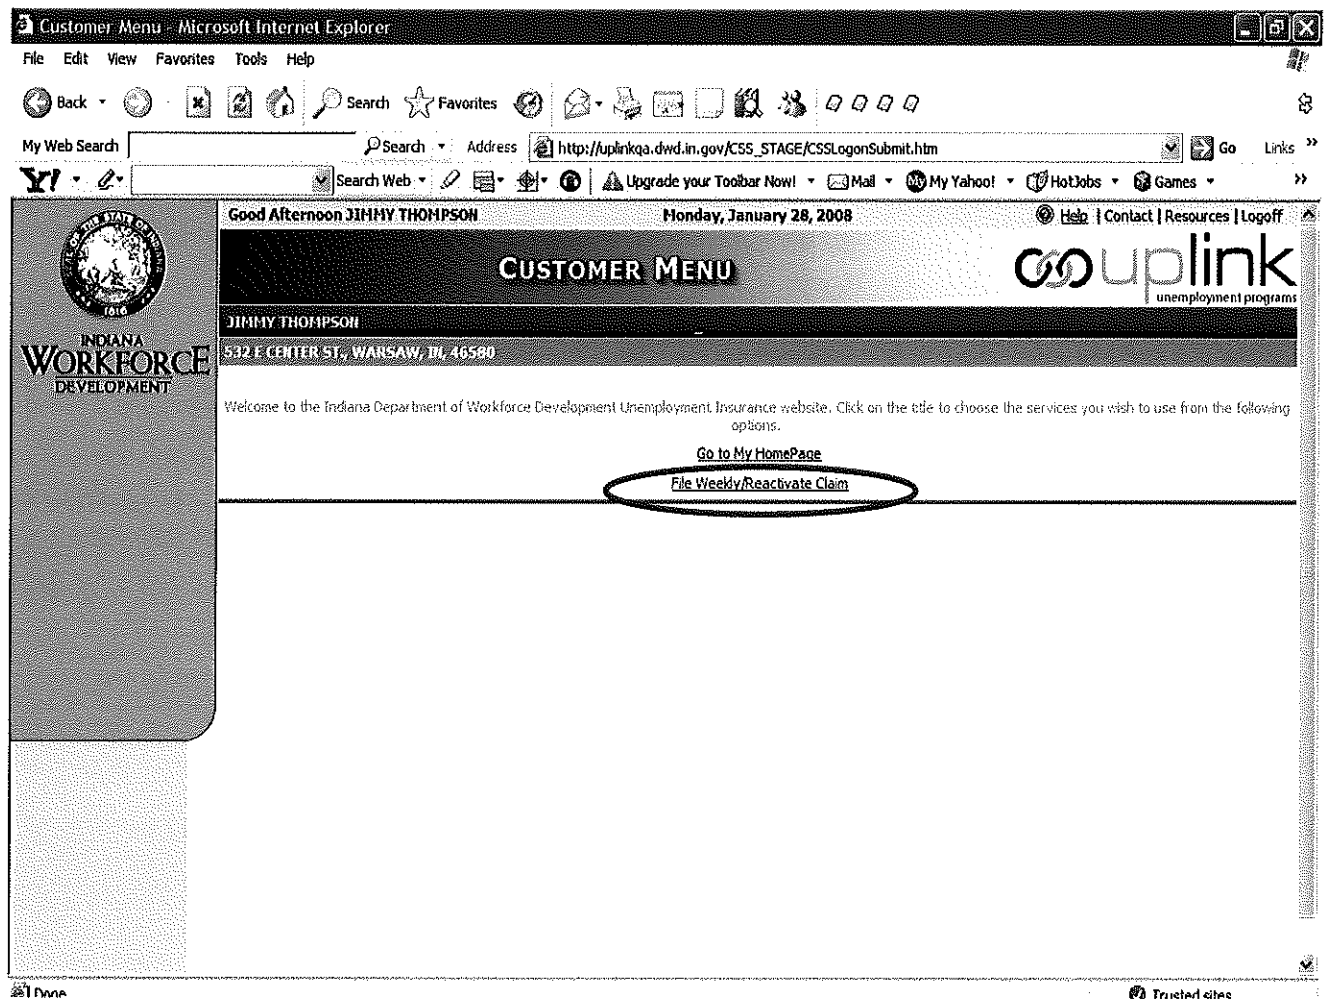 Customer Menu - Microsoft Internet Explorer
File Edit View Favorites Tools Help
Back Search Favorites
My Web Search Search Address http://uplinkqa.dwd.in.gov/CSS_STAGE/CSSLogonSubmit.htm Go Links »
Y! Search Web Upgrade your Toolbar Now! Mail My Yahoo! HotJobs Games »
Good Afternoon JIMMY THOMPSON Monday, January 28, 2008 Help | Contact | Resources | Logoff
CUSTOMER MENU
uplink
unemployment programs
JIMMY THOMPSON
532 E CENTER ST., WARSAW, IN, 46580
1816
INDIANA
WORKFORCE
DEVELOPMENT
Welcome to the Indiana Department of Workforce Development Unemployment Insurance website. Click on the title to choose the services you wish to use from the following
options.
Go to My HomePage
File Weekly/Reactivate Claim
Done Trusted sites